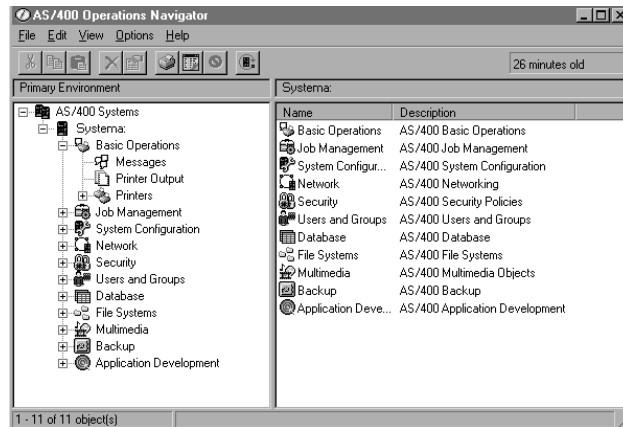 AS/400 Operations Navigator
File Edit View Options Help
26 minutes old
Primary Environment
Systema:
AS/400 Systems
Systema:
Basic Operations
Messages
Printer Output
Printers
Job Management
System Configuration
Network
Security
Users and Groups
Database
File Systems
Multimedia
Backup
Application Development
Name Description
Basic Operations AS/400 Basic Operations
Job Management AS/400 Job Management
System Configur... AS/400 System Configuration
Network AS/400 Networking
Security AS/400 Security Policies
Users and Groups AS/400 Users and Groups
Database AS/400 Database
File Systems AS/400 File Systems
Multimedia AS/400 Multimedia Objects
Backup AS/400 Backup
Application Deve... AS/400 Application Development
1 - 11 of 11 object(s)